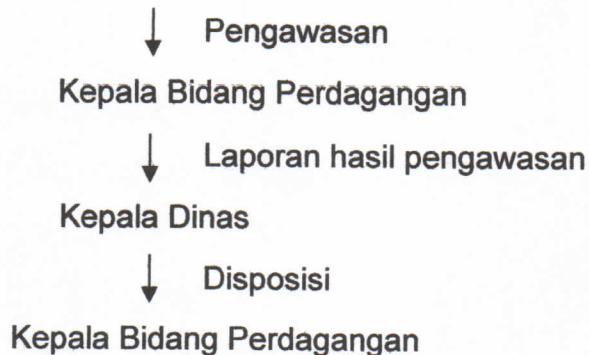 Pengawasan
Kepala Bidang Perdagangan
Laporan hasil pengawasan
Kepala Dinas
Disposisi
Kepala Bidang Perdagangan